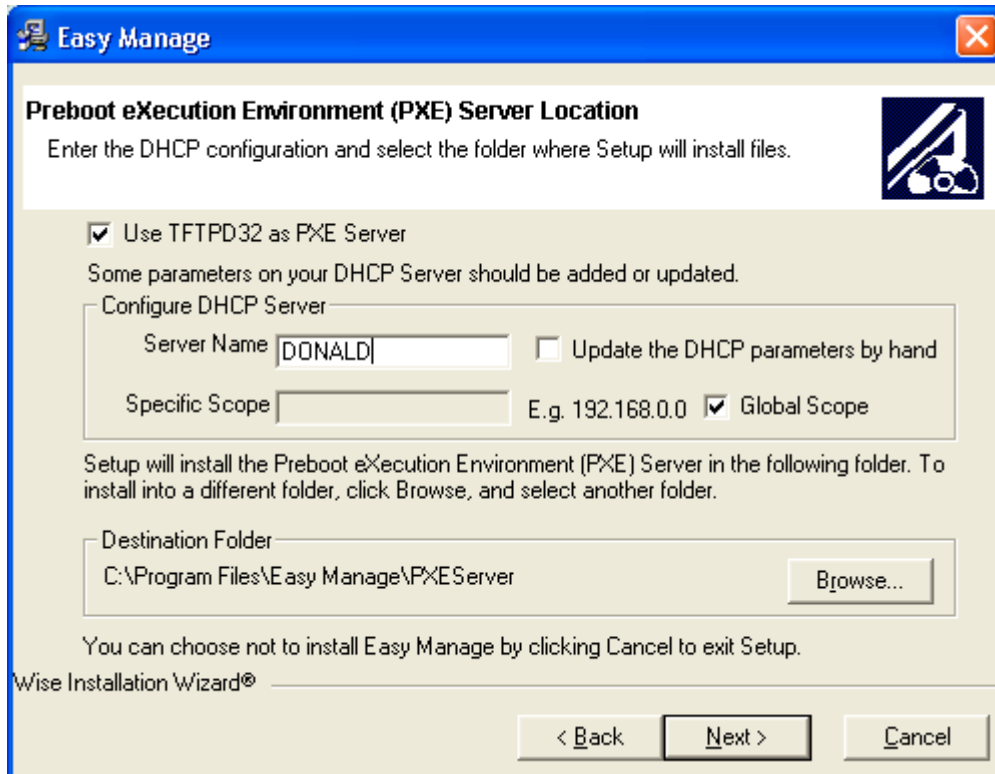 Easy Manage
Preboot eXecution Environment (PXE) Server Location
Enter the DHCP configuration and select the folder where Setup will install files.
Use TFTPD32 as PXE Server
Some parameters on your DHCP Server should be added or updated.
Configure DHCP Server
Server Name DONALD Update the DHCP parameters by hand
Specific Scope E.g. 192.168.0.0 Global Scope
Setup will install the Preboot eXecution Environment (PXE) Server in the following folder. To
install into a different folder, click Browse, and select another folder.
Destination Folder
C:\Program Files\Easy Manage\PXEServer Browse...
You can choose not to install Easy Manage by clicking Cancel to exit Setup.
Wise Installation Wizard®
< Back Next > Cancel